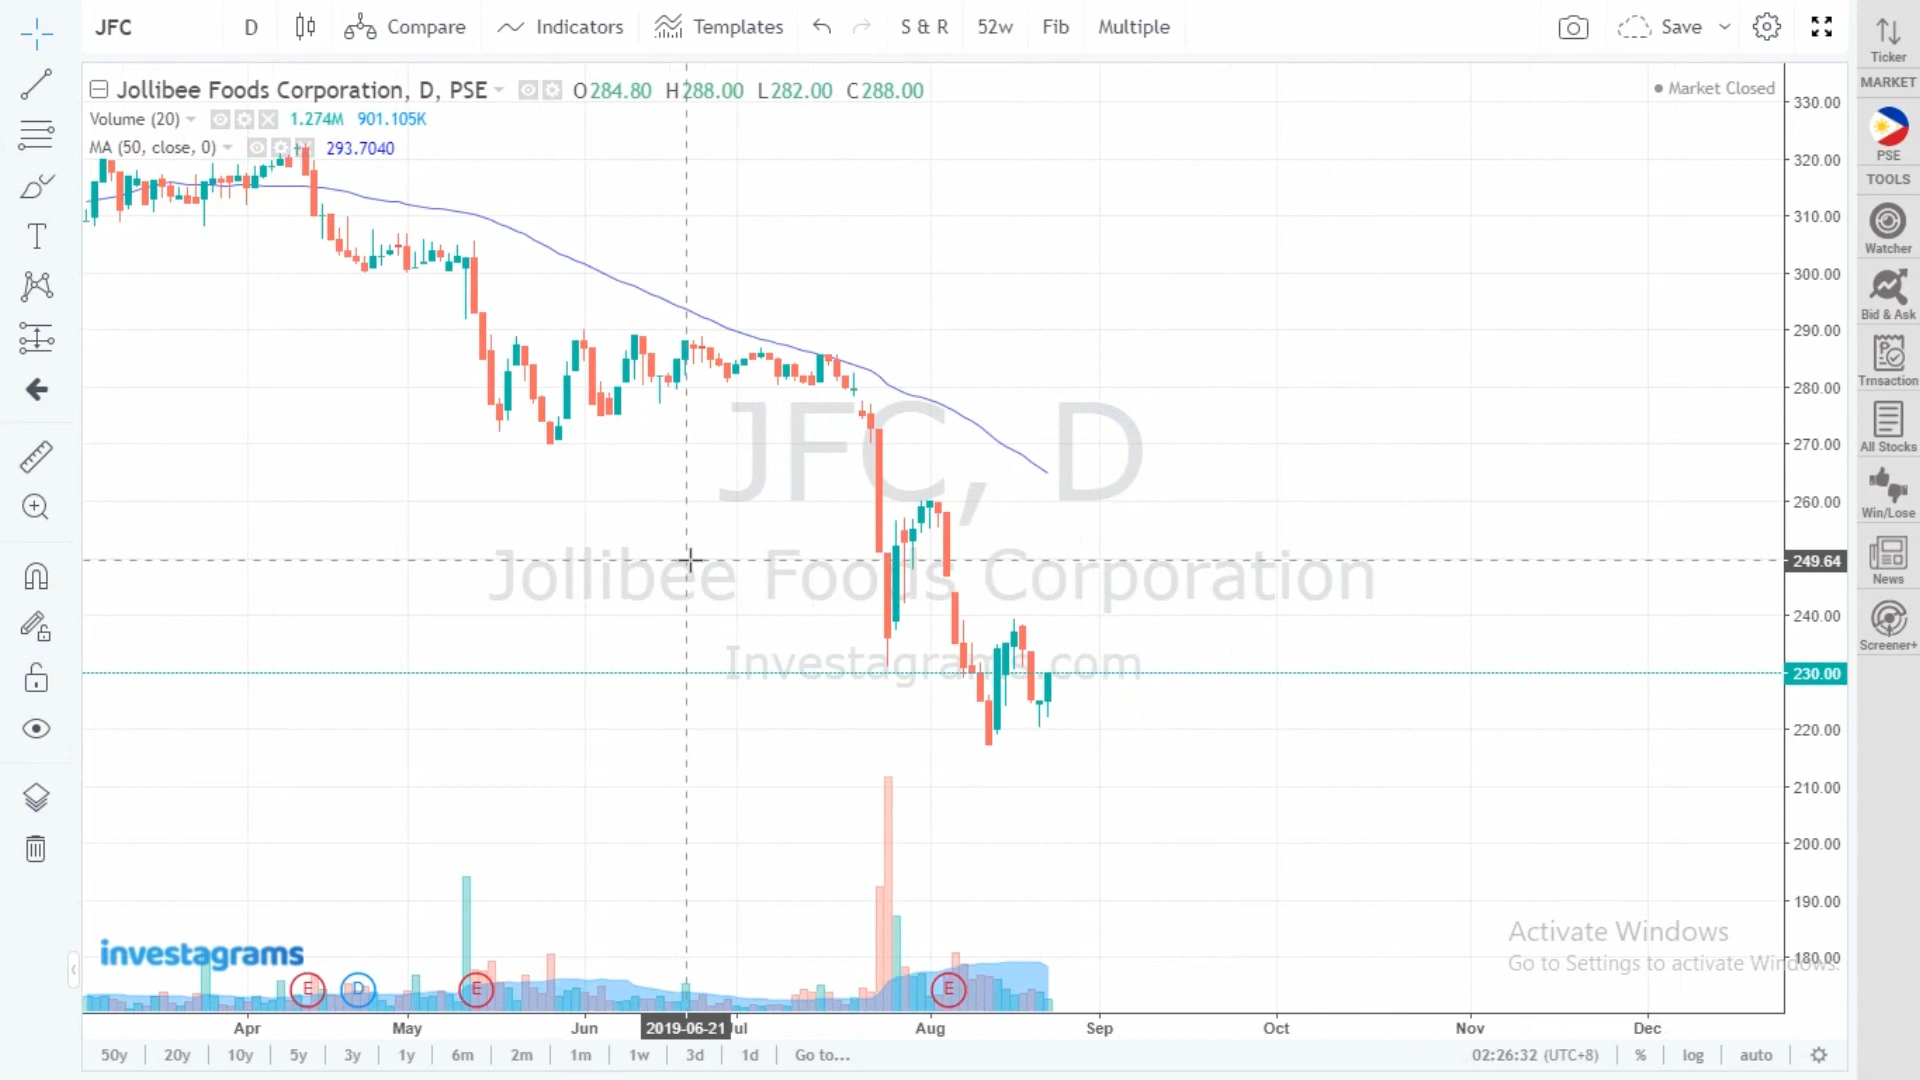 JFC D Compare Indicators Templates S & R 52w Fib Multiple Save
Ticker
MARKET
PSE
TOOLS
Watcher
Bid & Ask
Trnsaction
All Stocks
Win/Lose
News
Screener+
Jollibee Foods Corporation, D, PSE O284.80 H288.00 L282.00 C288.00
Market Closed
Volume (20) 1.274M 901.105K
MA (50, close, 0) 293.7040
330.00
320.00
310.00
300.00
290.00
280.00
270.00
260.00
249.64
240.00
230.00
220.00
210.00
200.00
190.00
180.00
JFC, D
Jollibee Foods Corporation
Investagrams.com
Activate Windows
Go to Settings to activate Windows.
investagrams
E D E E
Apr May Jun 2019-06-21 Jul Aug Sep Oct Nov Dec
50y 20y 10y 5y 3y 1y 6m 2m 1m 1w 3d 1d Go to... 02:26:32 (UTC+8) % log auto